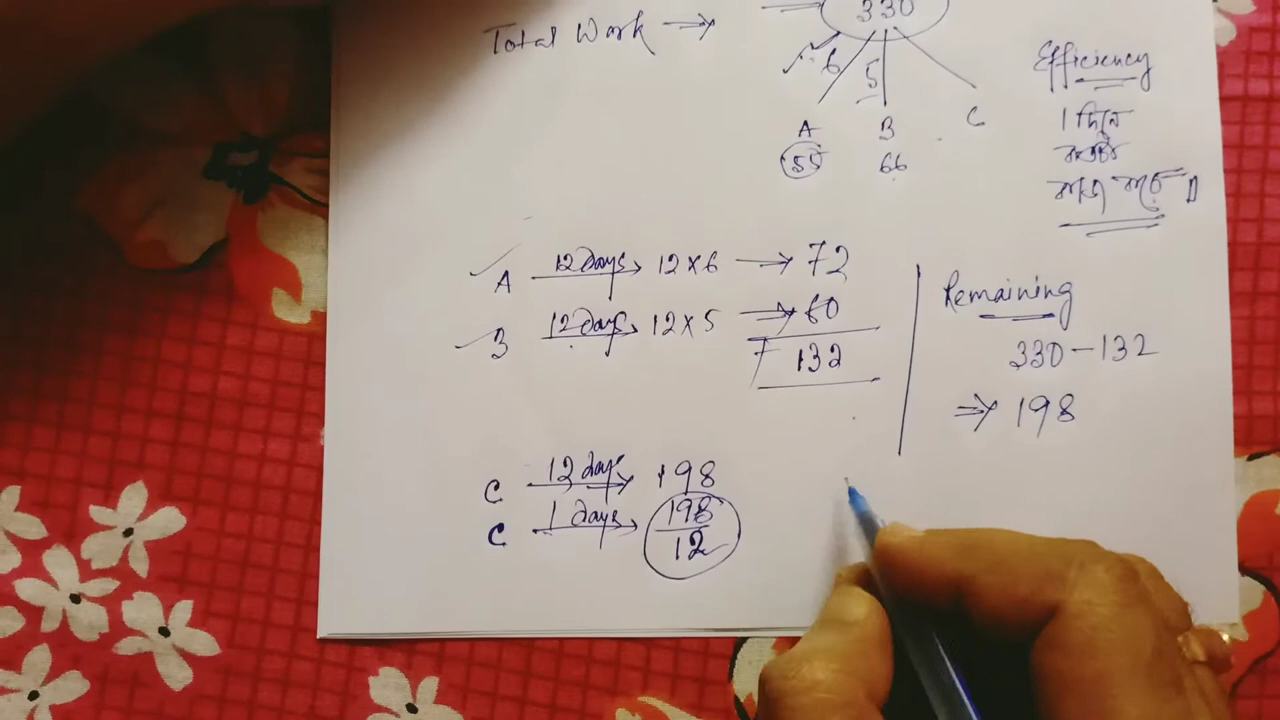 Total Work → 330
6 5
A B C
55 66
Efficiency
1 দিনে
কতটা
কাজ করে
A 12 days → 12 × 6 → 72
B 12 days → 12 × 5 → 60
132
Remaining
330 - 132
⇒ 198
C 12 days → 198
C 1 days → 198/12